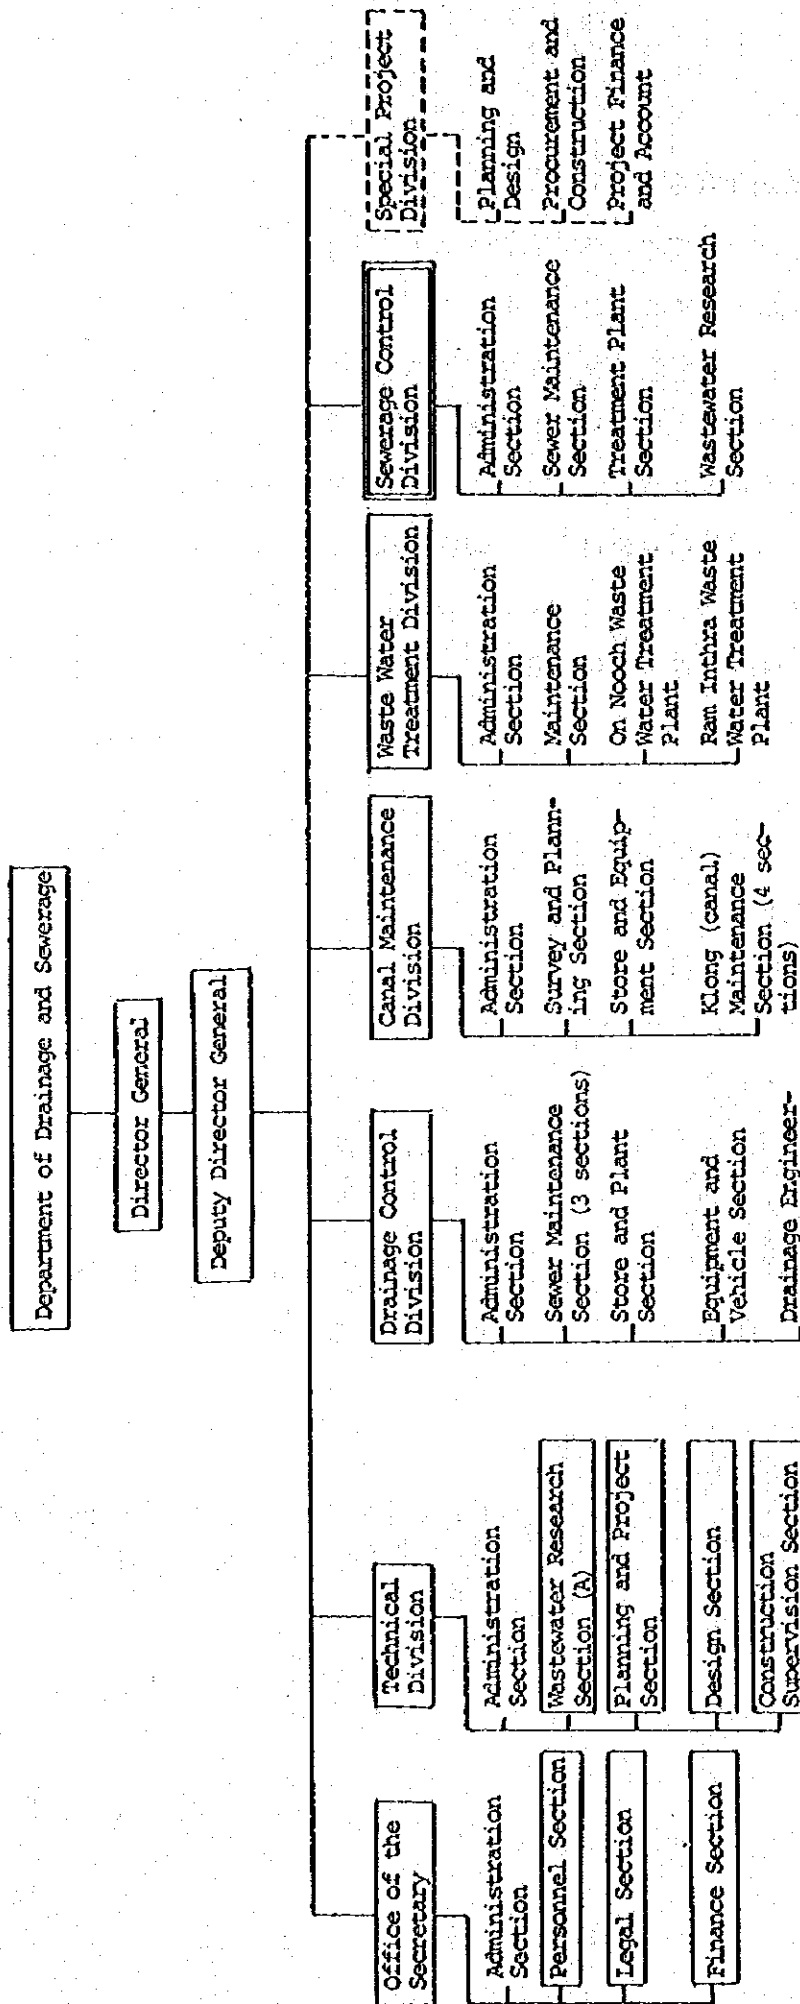 Department of Drainage and Sewerage
Director General
Deputy Director General
Office of the
Secretary
Administration
Section
Personnel Section
Legal Section
Finance Section
Technical
Division
Administration
Section
Wastewater Research
Section (A)
Planning and Project
Section
Design Section
Construction
Supervision Section
Drainage Control
Division
Administration
Section
Sewer Maintenance
Section (3 sections)
Store and Plant
Section
Equipment and
Vehicle Section
Drainage Engineer-
Canal Maintenance
Division
Administration
Section
Survey and Plann-
ing Section
Store and Equip-
ment Section
Klong (canal)
Maintenance
Section (4 sec-
tions)
Waste Water
Treatment Division
Administration
Section
Maintenance
Section
On Nooch Waste
Water Treatment
Plant
Ram Inthra Waste
Water Treatment
Plant
Sewerage Control
Division
Administration
Section
Sewer Maintenance
Section
Treatment Plant
Section
Wastewater Research
Section
Special Project
Division
Planning and
Design
Procurement and
Construction
Project Finance
and Account